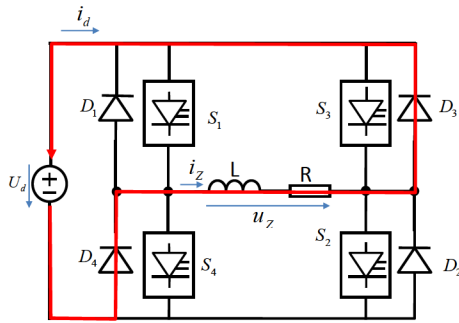 i_d
D_1
S_1
S_3
D_3
U_d
+
−
i_Z
L
R
u_Z
D_4
S_4
S_2
D_2